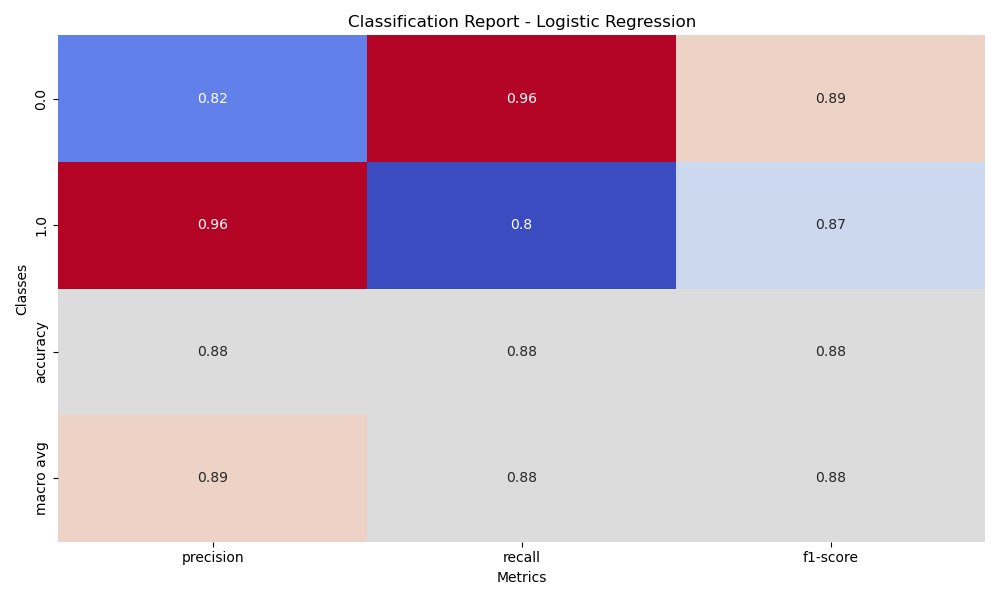 Classification Report - Logistic Regression
Classes
0.0
0.82
0.96
0.89
1.0
0.96
0.8
0.87
accuracy
0.88
0.88
0.88
macro avg
0.89
0.88
0.88
precision
recall
f1-score
Metrics